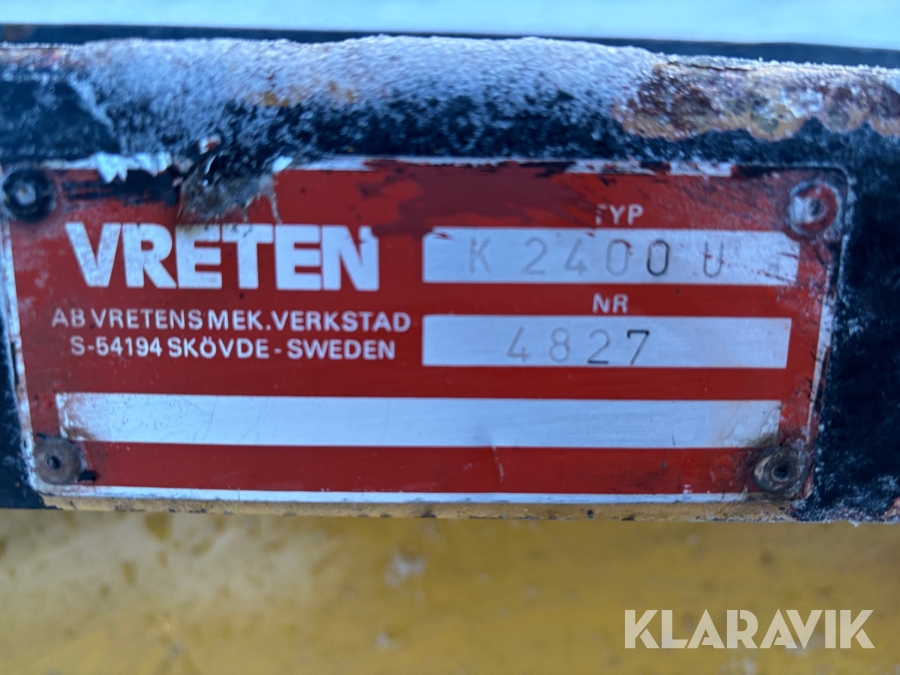 VRETEN
AB VRETENS MEK. VERKSTAD
S-54194 SKÖVDE - SWEDEN
TYP
K 2400 U
NR
4827
KLARAVIK